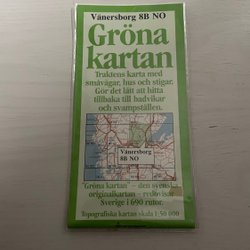 Vänersborg 8B NO
Gröna
kartan
Traktens karta med
småvägar, hus och stigar.
Gör det lätt att hitta
tillbaka till badvikar
och svampställen.
Vänersborg
8B NO
"Gröna kartan" – den svenska
originalkartan – redovisar
Sverige i 690 rutor.
Topografiska kartan skala 1:50 000